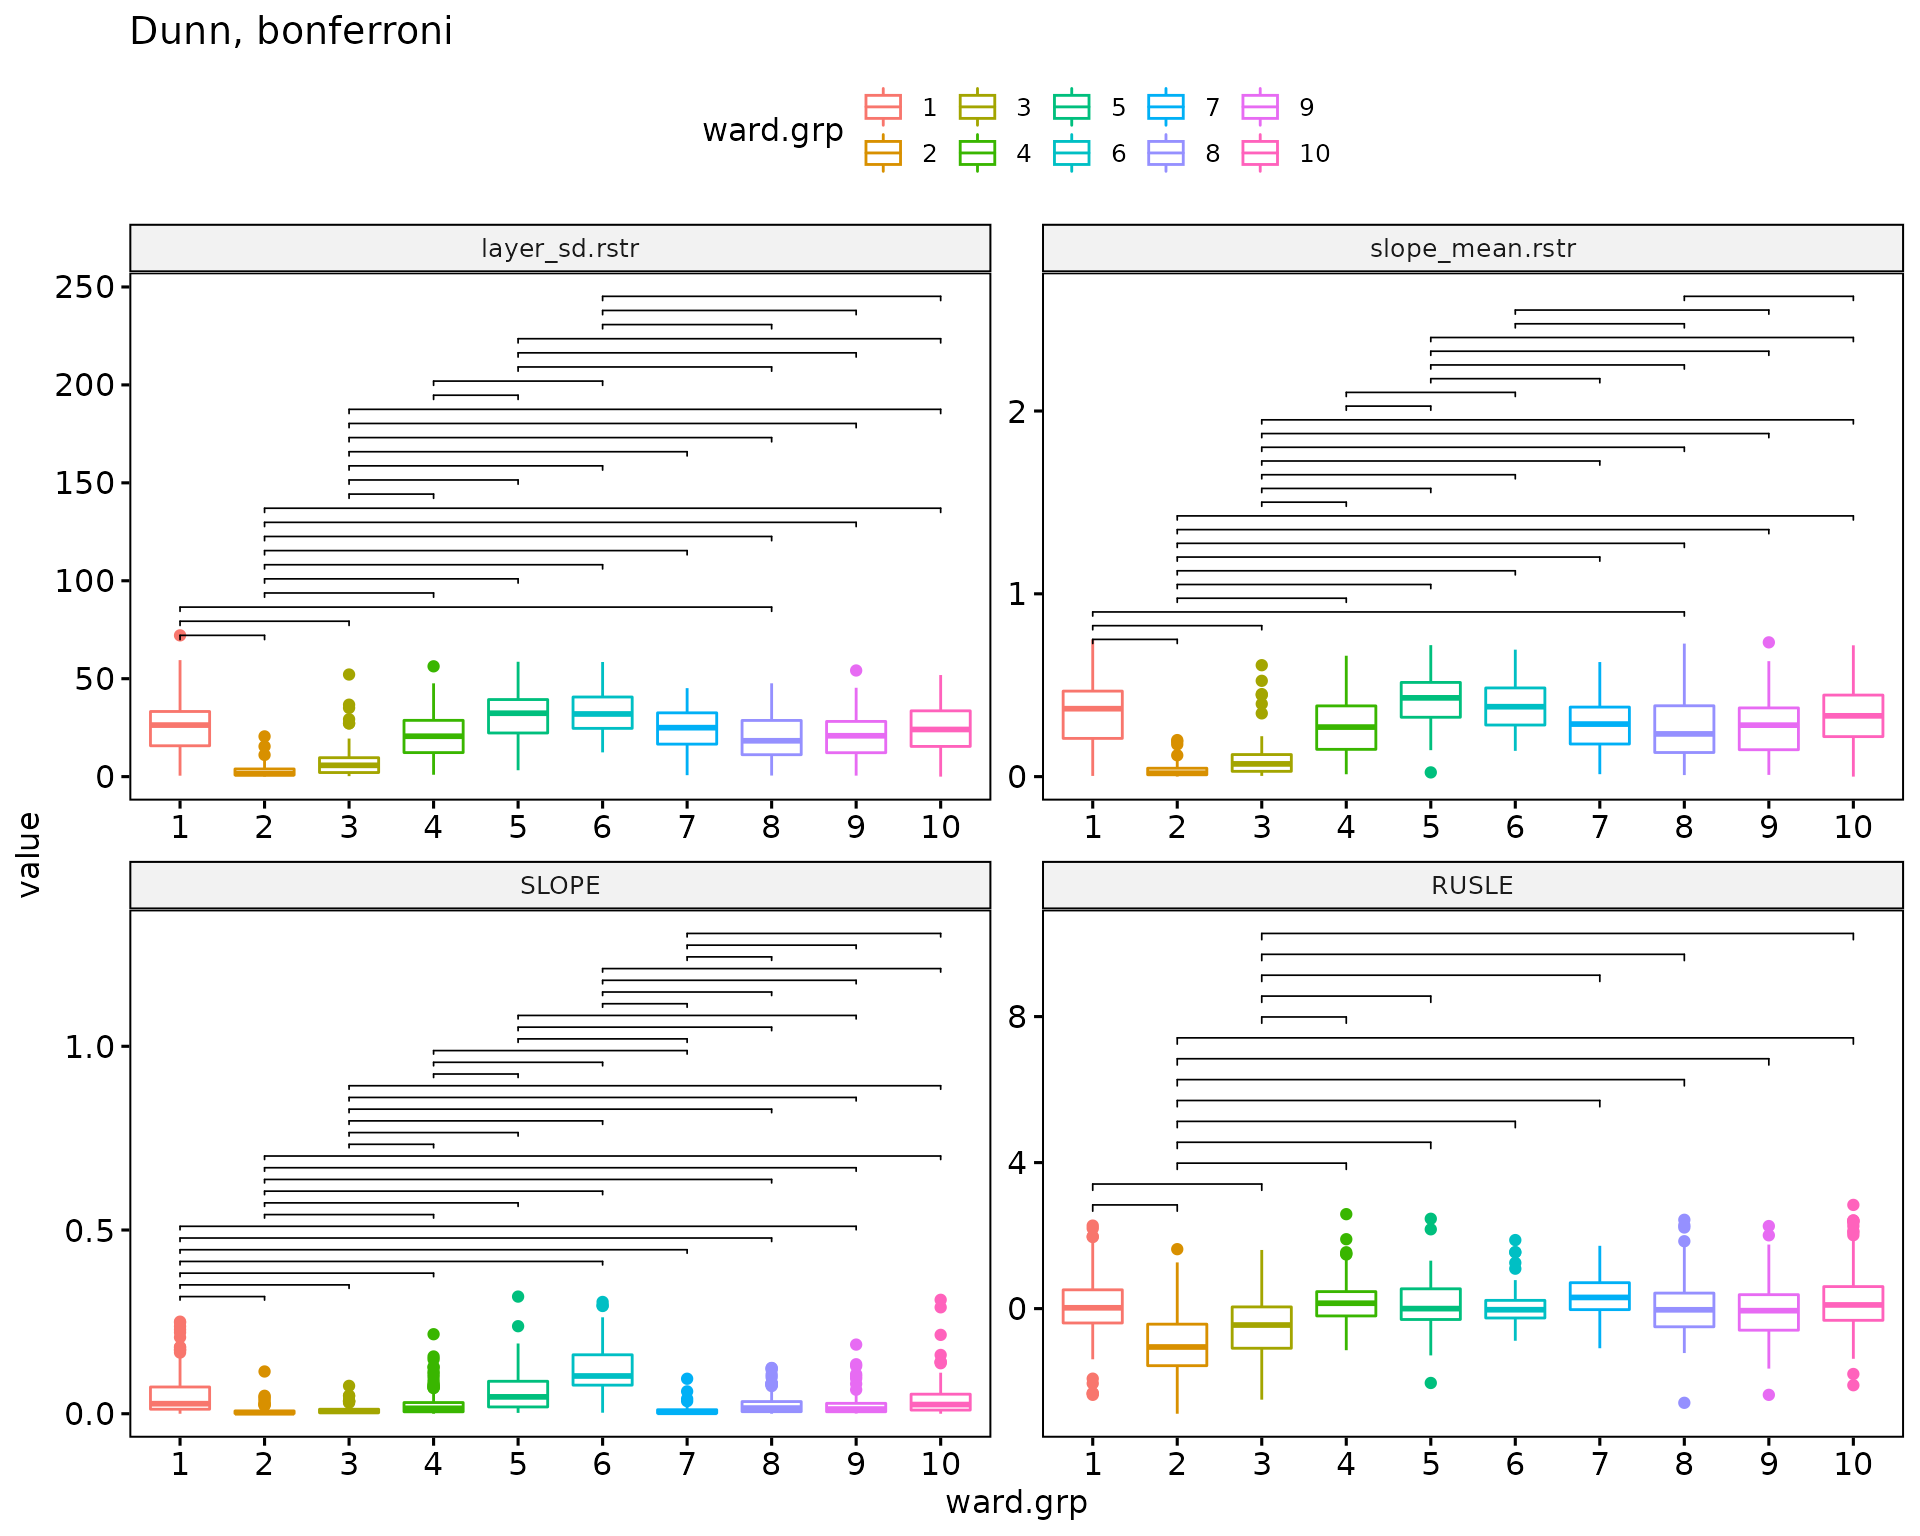 Dunn, bonferroni
ward.grp
1 3 5 7 9
2 4 6 8 10
layer_sd.rstr
250
200
150
100
50
0
1 2 3 4 5 6 7 8 9 10
slope_mean.rstr
2
1
0
1 2 3 4 5 6 7 8 9 10
value
SLOPE
1.0
0.5
0.0
1 2 3 4 5 6 7 8 9 10
RUSLE
8
4
0
1 2 3 4 5 6 7 8 9 10
ward.grp